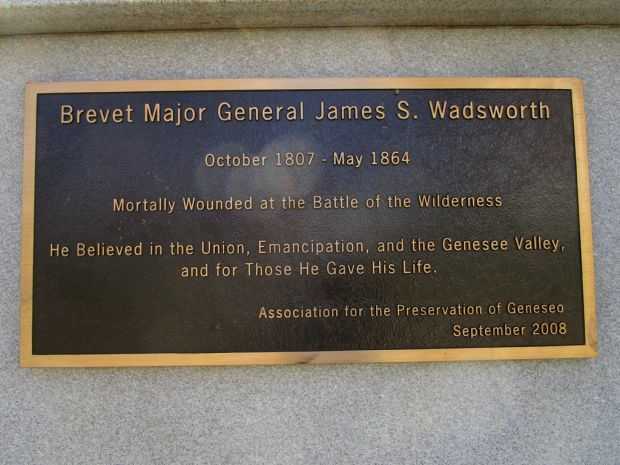 Brevet Major General James S. Wadsworth
October 1807 - May 1864
Mortally Wounded at the Battle of the Wilderness
He Believed in the Union, Emancipation, and the Genesee Valley,
and for Those He Gave His Life.
Association for the Preservation of Geneseo
September 2008